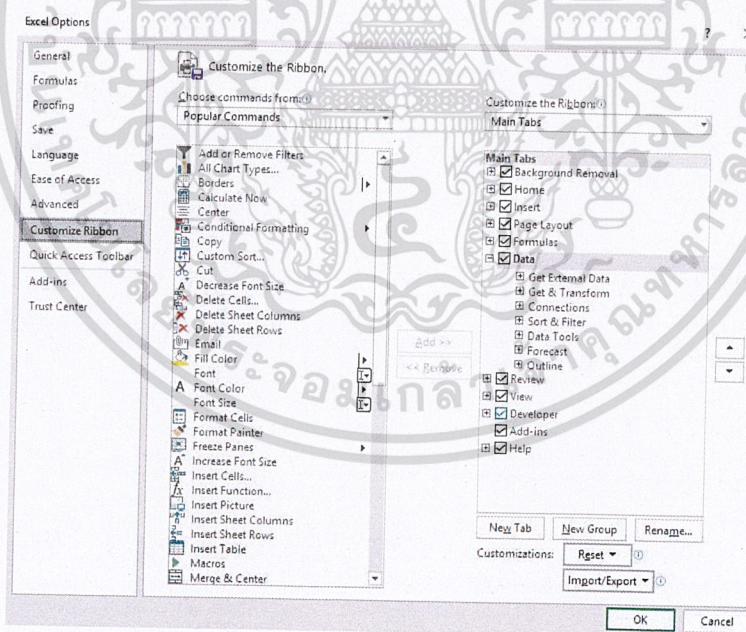 Excel Options
?
General
Formulas
Proofing
Save
Language
Ease of Access
Advanced
Customize Ribbon
Quick Access Toolbar
Add-ins
Trust Center
Customize the Ribbon.
Choose commands from:
Popular Commands
Add or Remove Filters
All Chart Types...
Borders
Calculate Now
Center
Conditional Formatting
Copy
Custom Sort...
Cut
Decrease Font Size
Delete Cells...
Delete Sheet Columns
Delete Sheet Rows
Email
Fill Color
Font
Font Color
Font Size
Format Cells
Format Painter
Freeze Panes
Increase Font Size
Insert Cells...
Insert Function...
Insert Picture
Insert Sheet Columns
Insert Sheet Rows
Insert Table
Macros
Merge & Center
Add >>
<< Remove
Customize the Ribbon:
Main Tabs
Main Tabs
Background Removal
Home
Insert
Page Layout
Formulas
Data
Get External Data
Get & Transform
Connections
Sort & Filter
Data Tools
Forecast
Outline
Review
View
Developer
Add-ins
Help
New Tab
New Group
Rename...
Customizations:
Reset
Import/Export
OK
Cancel